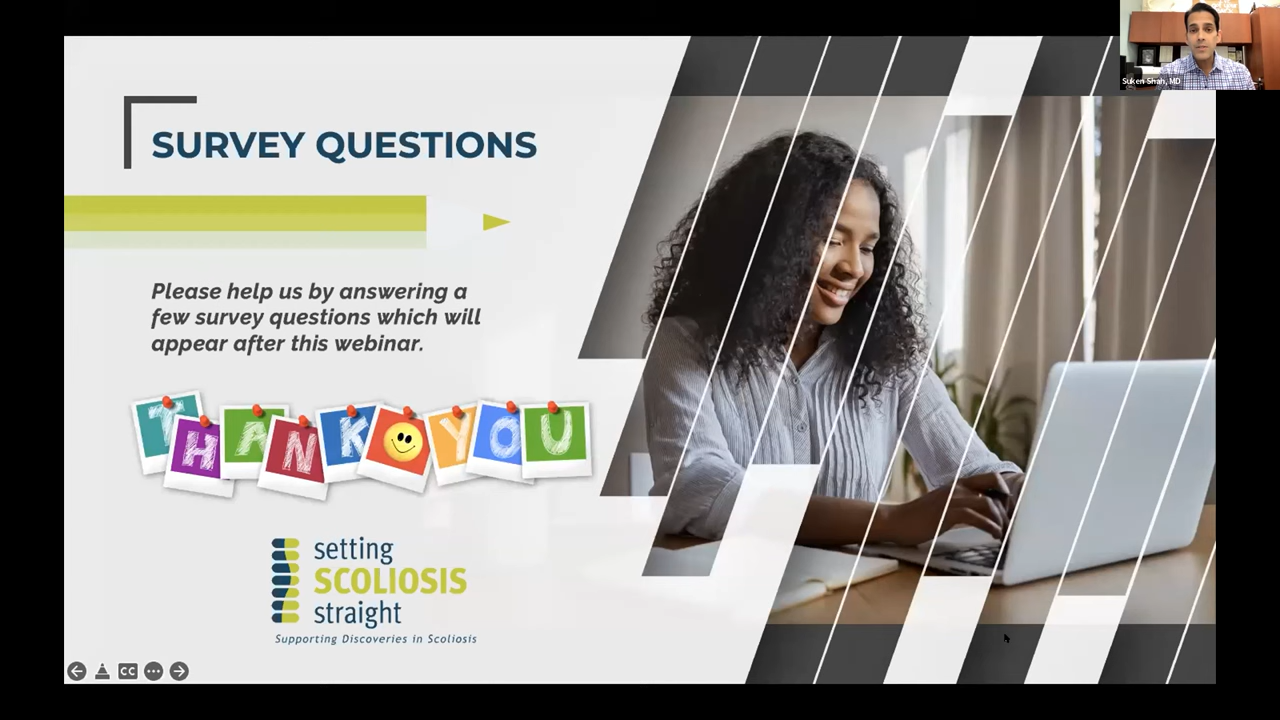 Suken Shah, MD
SURVEY QUESTIONS
Please help us by answering a
few survey questions which will
appear after this webinar.
THANK YOU
setting
SCOLIOSIS
straight
Supporting Discoveries in Scoliosis
CC